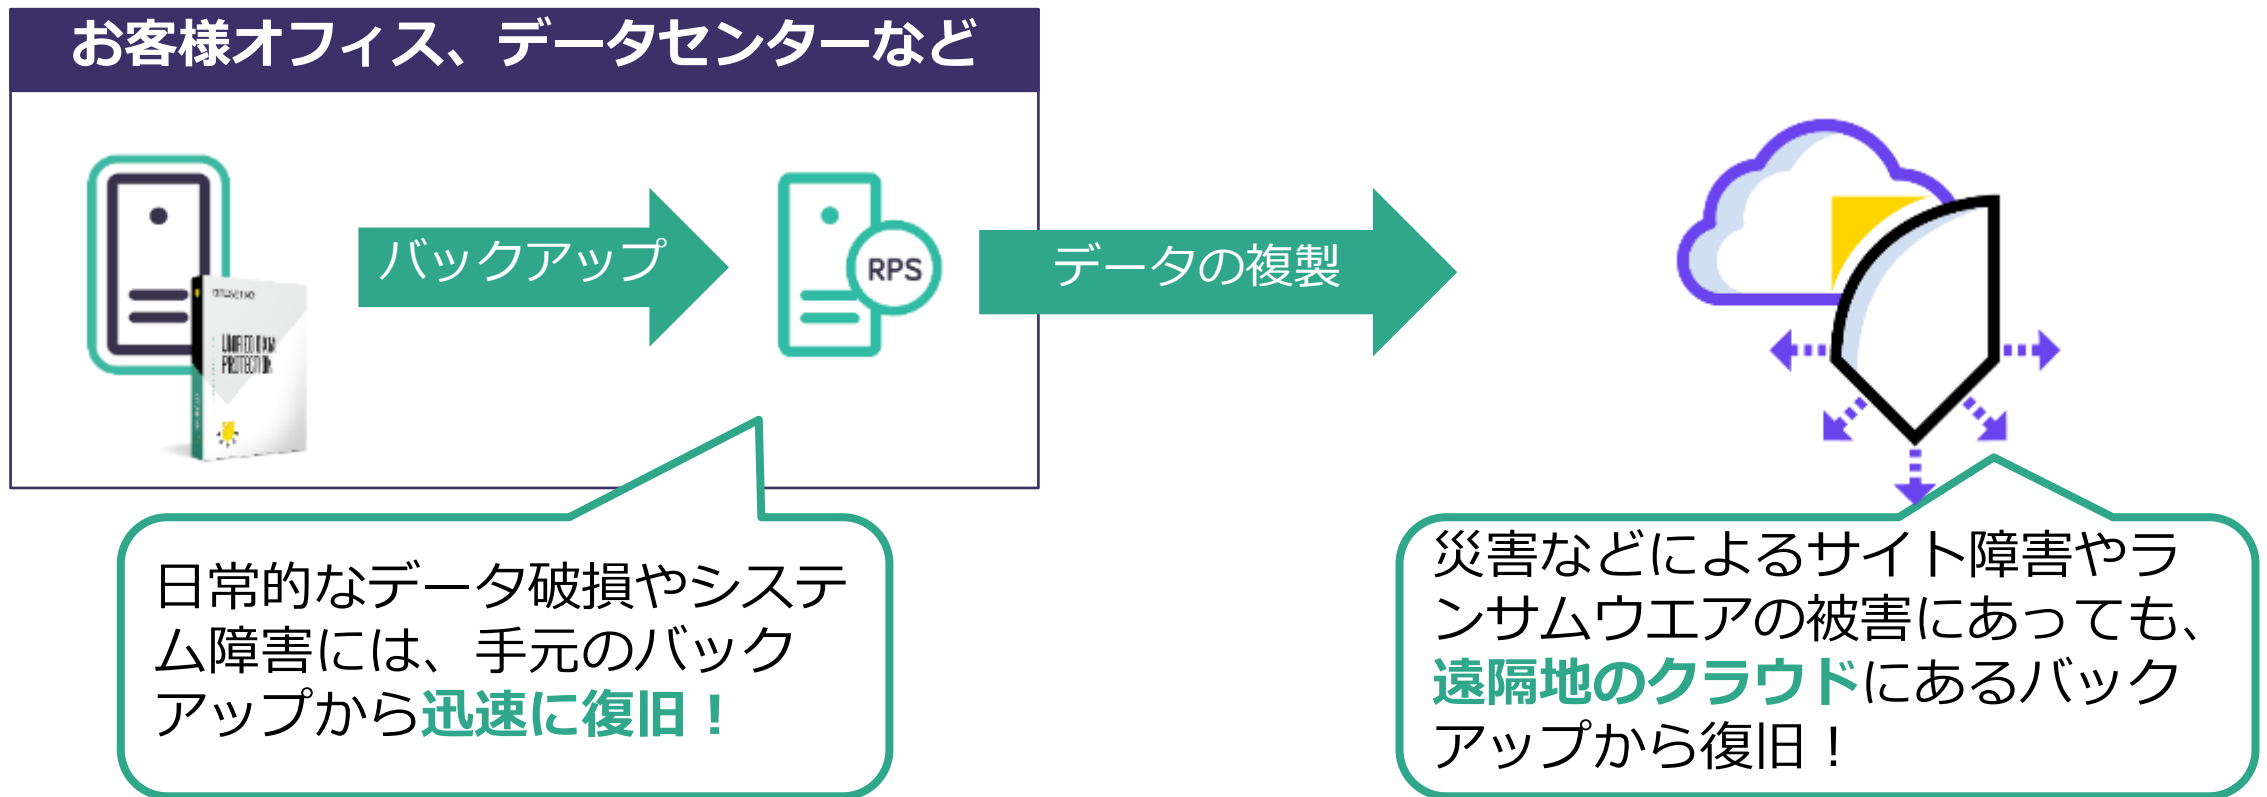 お客様オフィス、データセンターなど
バックアップ
RPS
データの複製
UNIFIED DATA
PROTECTION
日常的なデータ破損やシステ
ム障害には、手元のバック
アップから迅速に復旧！
災害などによるサイト障害やラ
ンサムウエアの被害にあっても、
遠隔地のクラウドにあるバック
アップから復旧！